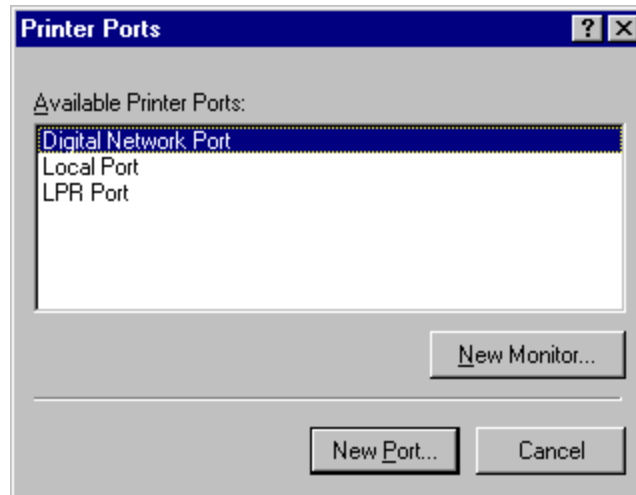 Printer Ports
Available Printer Ports:
Digital Network Port
Local Port
LPR Port
New Monitor...
New Port...
Cancel